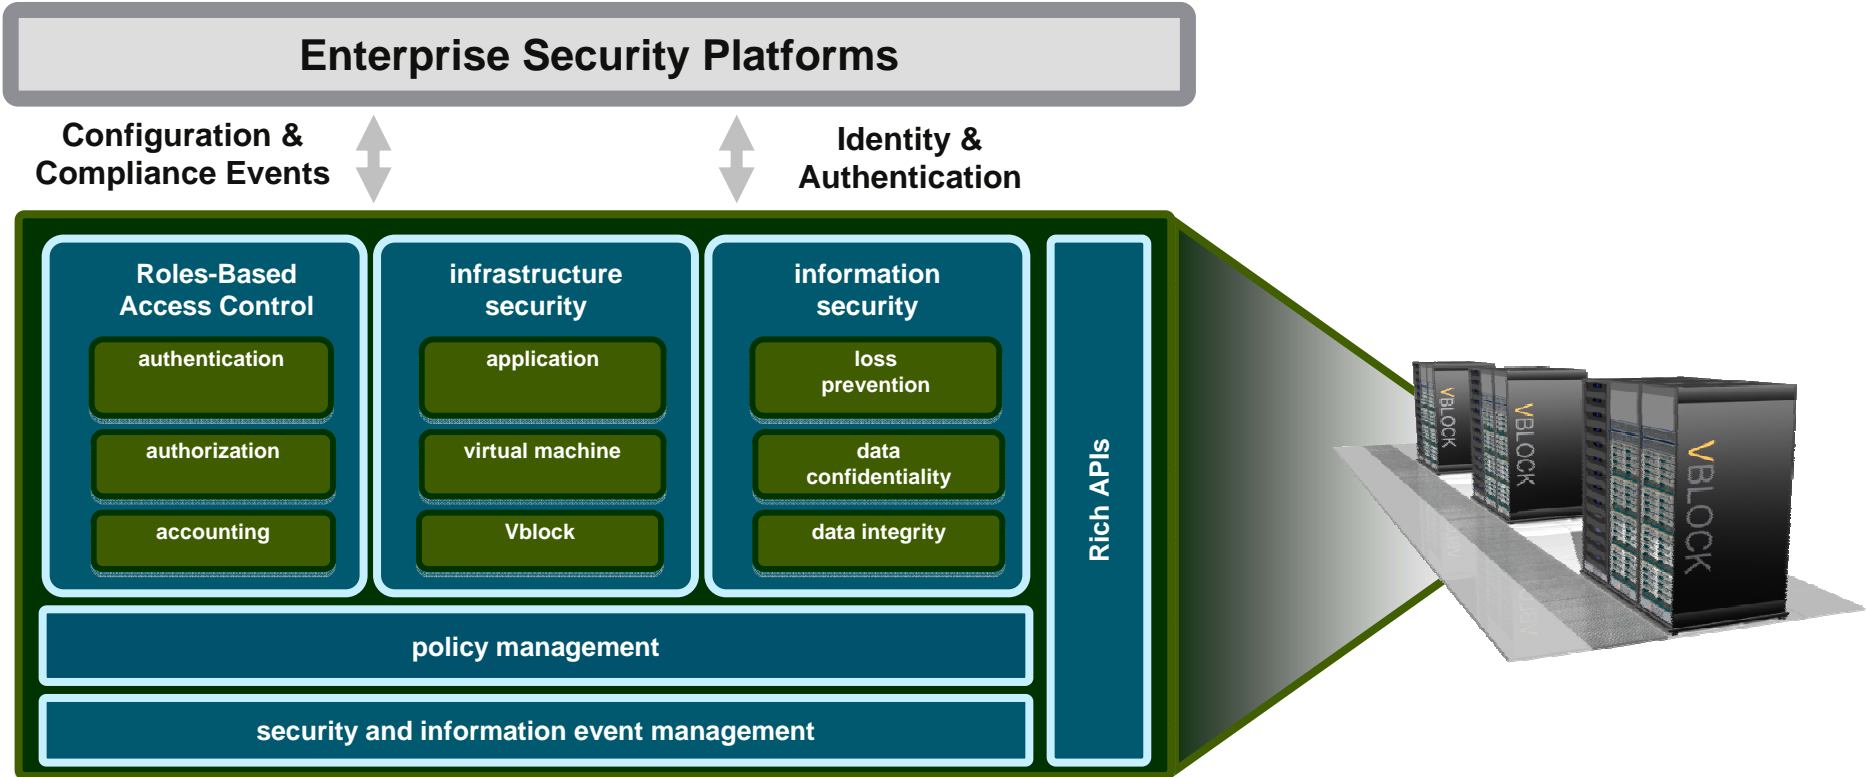 Enterprise Security Platforms
Configuration &
Compliance Events
Identity &
Authentication
Roles-Based
Access Control
authentication
authorization
accounting
infrastructure
security
application
virtual machine
Vblock
information
security
loss
prevention
data
confidentiality
data integrity
Rich APIs
policy management
security and information event management
VBLOCK
VBLOCK
VBLOCK